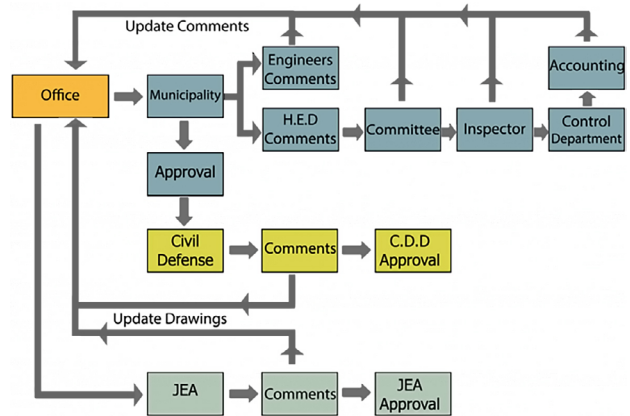 Update Comments
Engineers
Comments
Accounting
Office
Municipality
H.E.D
Comments
Committee
Inspector
Control
Department
Approval
Civil
Defense
Comments
C.D.D
Approval
Update Drawings
JEA
Comments
JEA
Approval